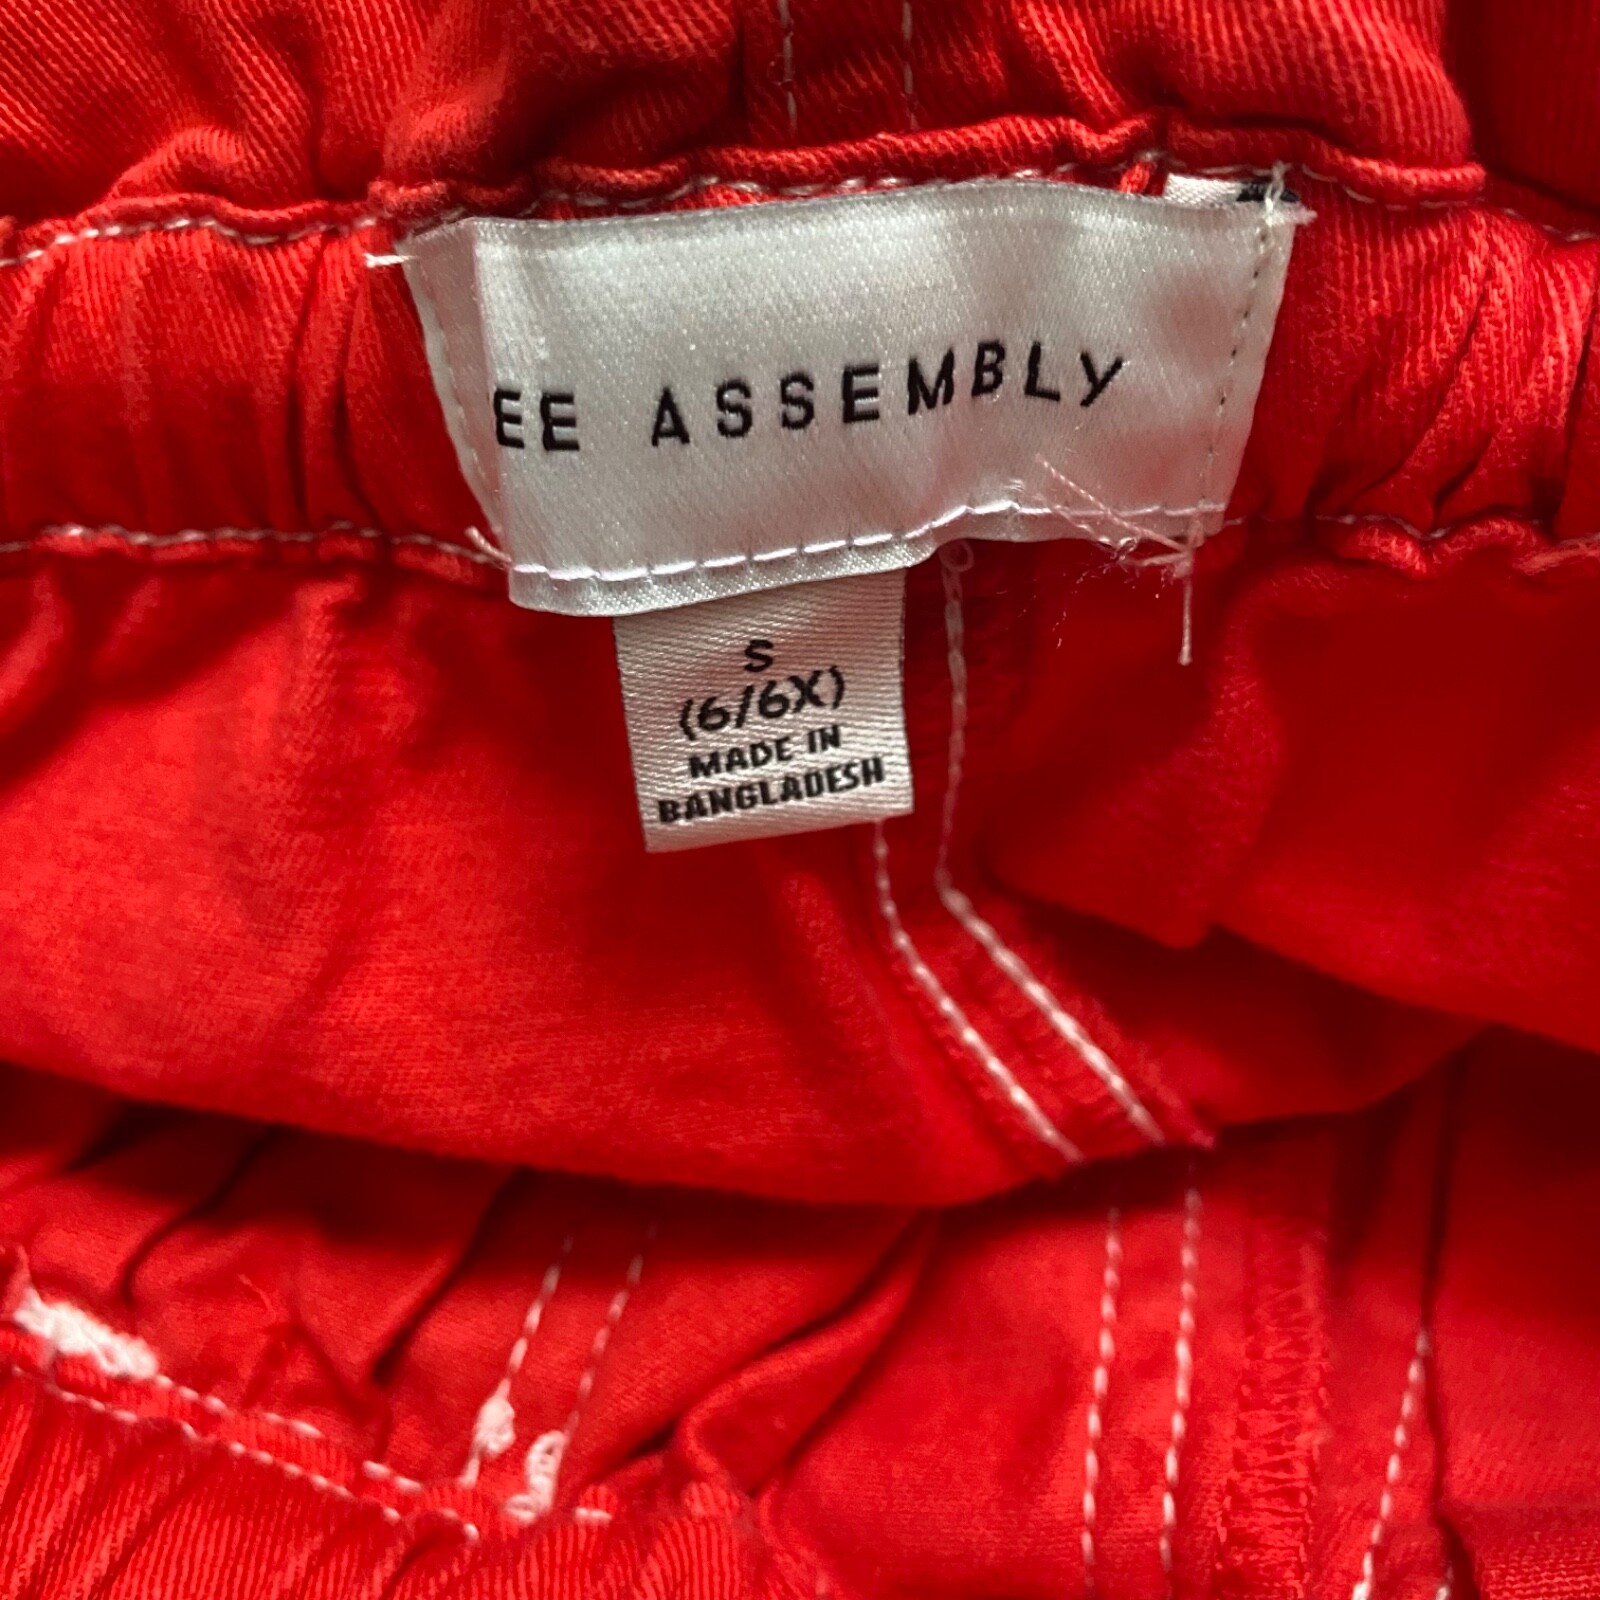 EE ASSEMBLY
S
(6/6X)
MADE IN
BANGLADESH